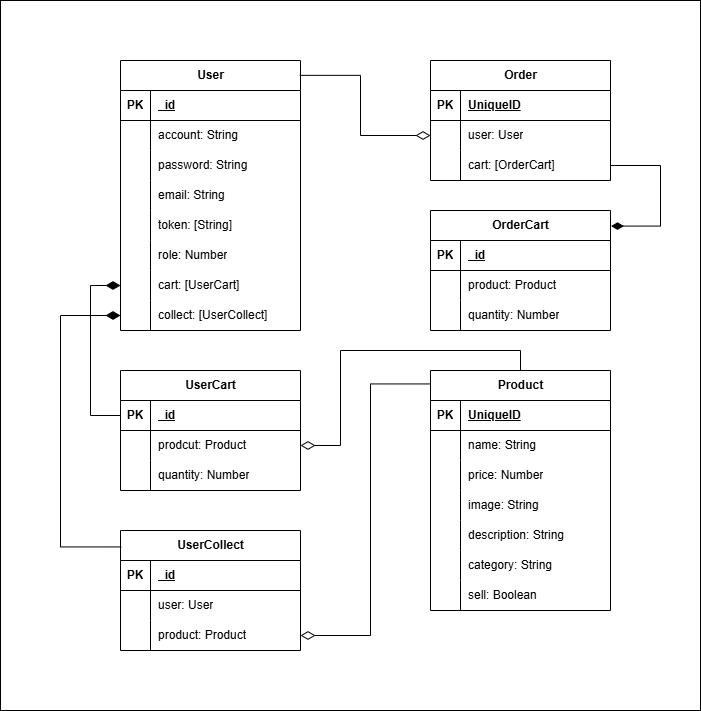 User
PK _id
account: String
password: String
email: String
token: [String]
role: Number
cart: [UserCart]
collect: [UserCollect]
Order
PK UniqueID
user: User
cart: [OrderCart]
OrderCart
PK _id
product: Product
quantity: Number
UserCart
PK _id
prodcut: Product
quantity: Number
Product
PK UniqueID
name: String
price: Number
image: String
description: String
category: String
sell: Boolean
UserCollect
PK _id
user: User
product: Product